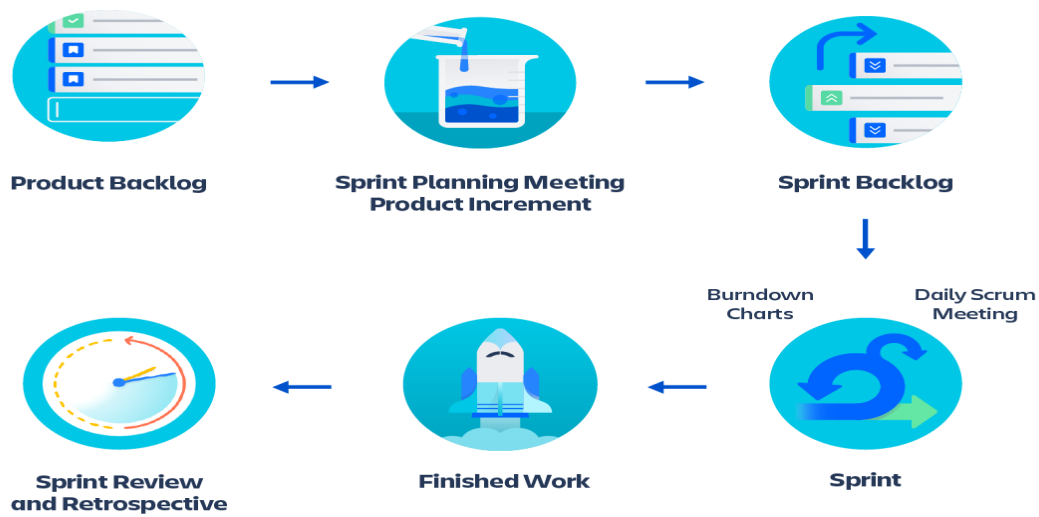 Product Backlog
Sprint Planning Meeting
Product Increment
Sprint Backlog
Burndown
Charts
Daily Scrum
Meeting
Sprint
Finished Work
Sprint Review
and Retrospective